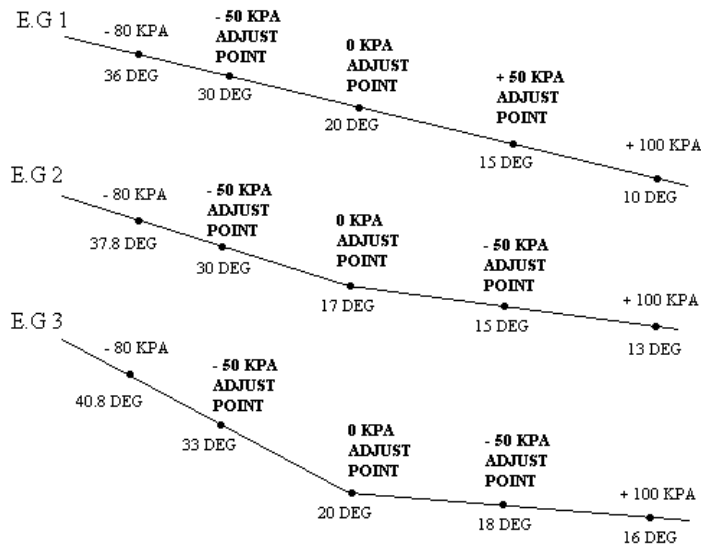 E.G 1
- 80 KPA
36 DEG
- 50 KPA
ADJUST
POINT
30 DEG
0 KPA
ADJUST
POINT
20 DEG
+ 50 KPA
ADJUST
POINT
15 DEG
+ 100 KPA
10 DEG
E.G 2
- 80 KPA
37.8 DEG
- 50 KPA
ADJUST
POINT
30 DEG
0 KPA
ADJUST
POINT
17 DEG
- 50 KPA
ADJUST
POINT
15 DEG
+ 100 KPA
13 DEG
E.G 3
- 80 KPA
40.8 DEG
- 50 KPA
ADJUST
POINT
33 DEG
0 KPA
ADJUST
POINT
20 DEG
- 50 KPA
ADJUST
POINT
18 DEG
+ 100 KPA
16 DEG